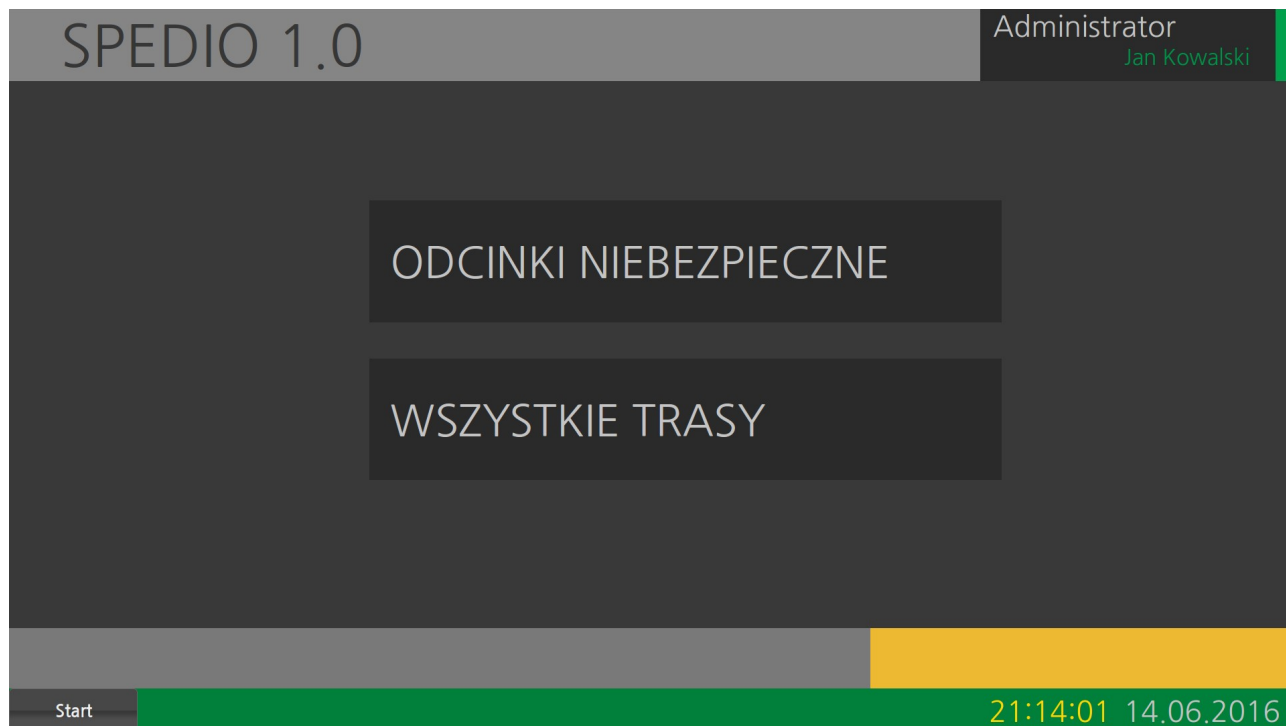 SPEDIO 1.0
Administrator
Jan Kowalski
ODCINKI NIEBEZPIECZNE
WSZYSTKIE TRASY
Start
21:14:01 14.06.2016